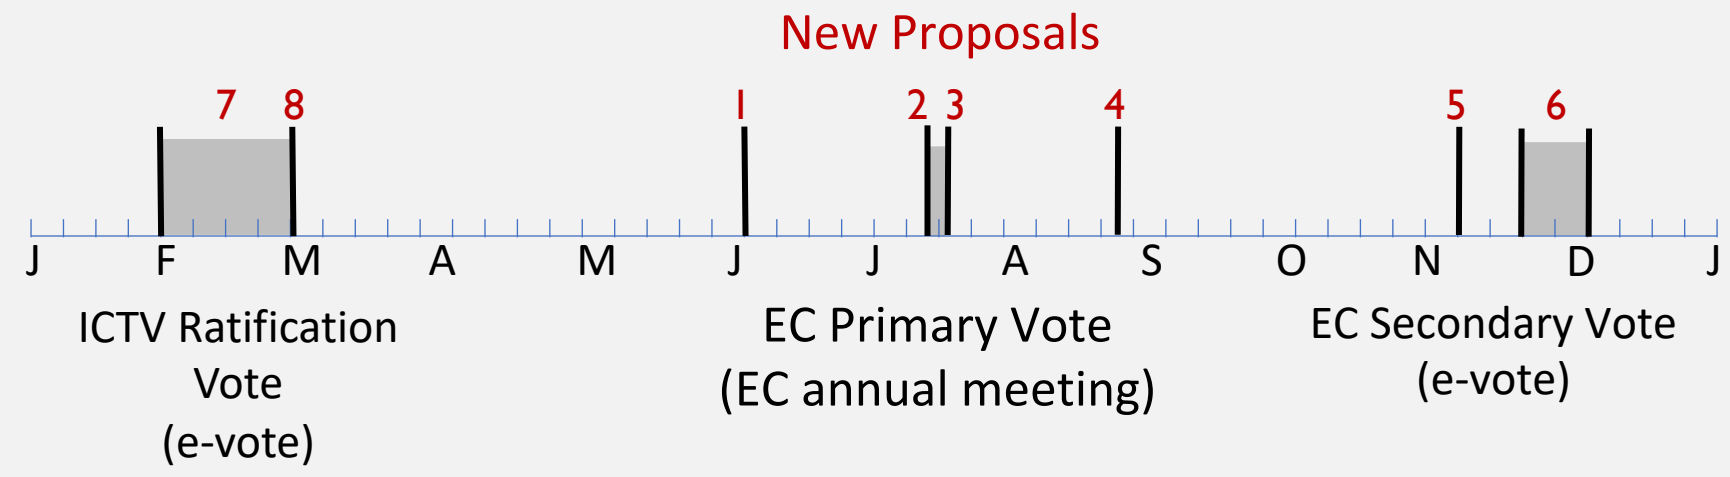 New Proposals
7 8 1 2 3 4 5 6
J F M A M J J A S O N D J
ICTV Ratification
Vote
(e-vote)
EC Primary Vote
(EC annual meeting)
EC Secondary Vote
(e-vote)